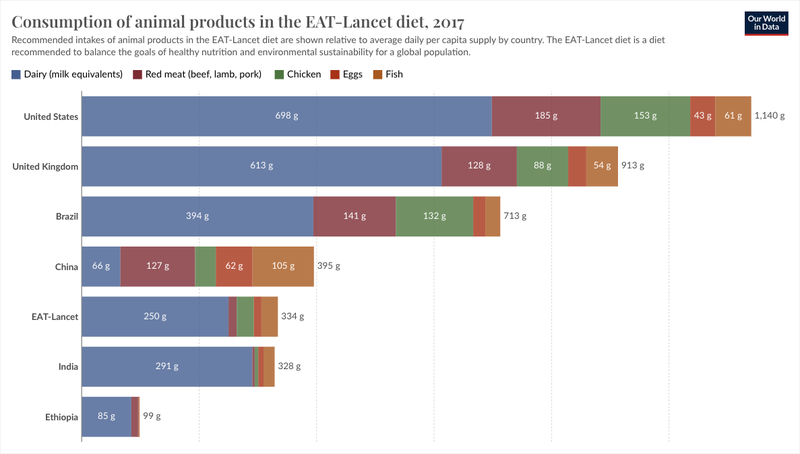 Consumption of animal products in the EAT-Lancet diet, 2017
Our World
in Data
Recommended intakes of animal products in the EAT-Lancet diet are shown relative to average daily per capita supply by country. The EAT-Lancet diet is a diet
recommended to balance the goals of healthy nutrition and environmental sustainability for a global population.
Dairy (milk equivalents) Red meat (beef, lamb, pork) Chicken Eggs Fish
United States 698 g 185 g 153 g 43 g 61 g 1,140 g
United Kingdom 613 g 128 g 88 g 54 g 913 g
Brazil 394 g 141 g 132 g 713 g
China 66 g 127 g 62 g 105 g 395 g
EAT-Lancet 250 g 334 g
India 291 g 328 g
Ethiopia 85 g 99 g